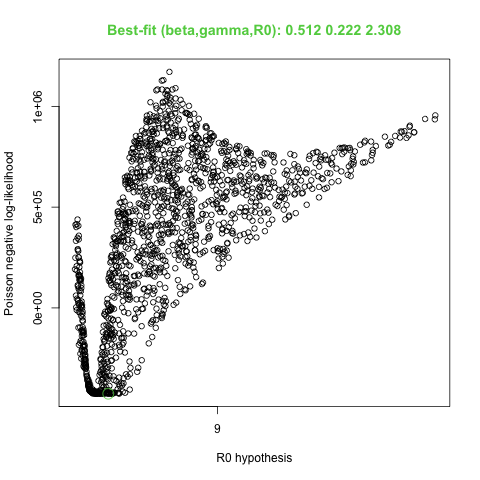 Best-fit (beta,gamma,R0): 0.512 0.222 2.308
Poisson negative log-likelihood
1e+06
5e+05
0e+00
9
R0 hypothesis